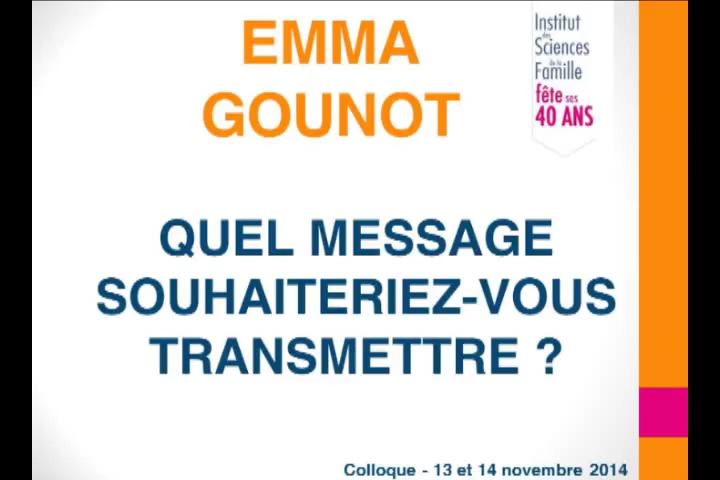 EMMA
GOUNOT
Institut
des
Sciences
de la
Famille
fête ses
40 ANS
QUEL MESSAGE
SOUHAITERIEZ-VOUS
TRANSMETTRE ?
Colloque - 13 et 14 novembre 2014